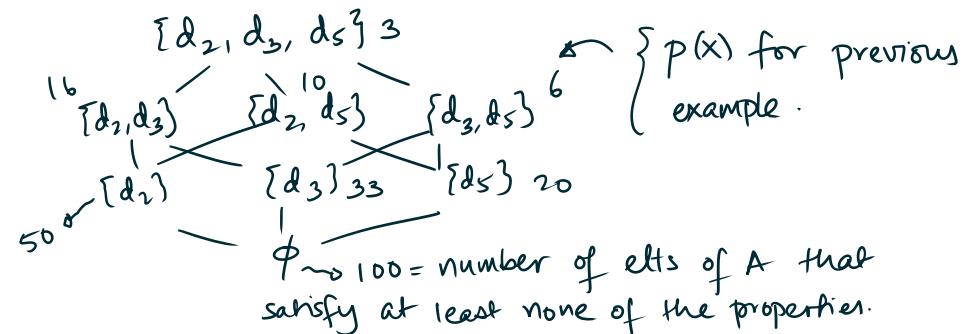 {d₂, d₃, d₅} 3
16 {d₂,d₃} 10 {d₂, d₅} {d₃,d₅} 6
{ p(x) for previous
example.
50 {d₂} {d₃} 33 {d₅} 20
ϕ ⇝ 100 = number of elts of A that
satisfy at least none of the properties.